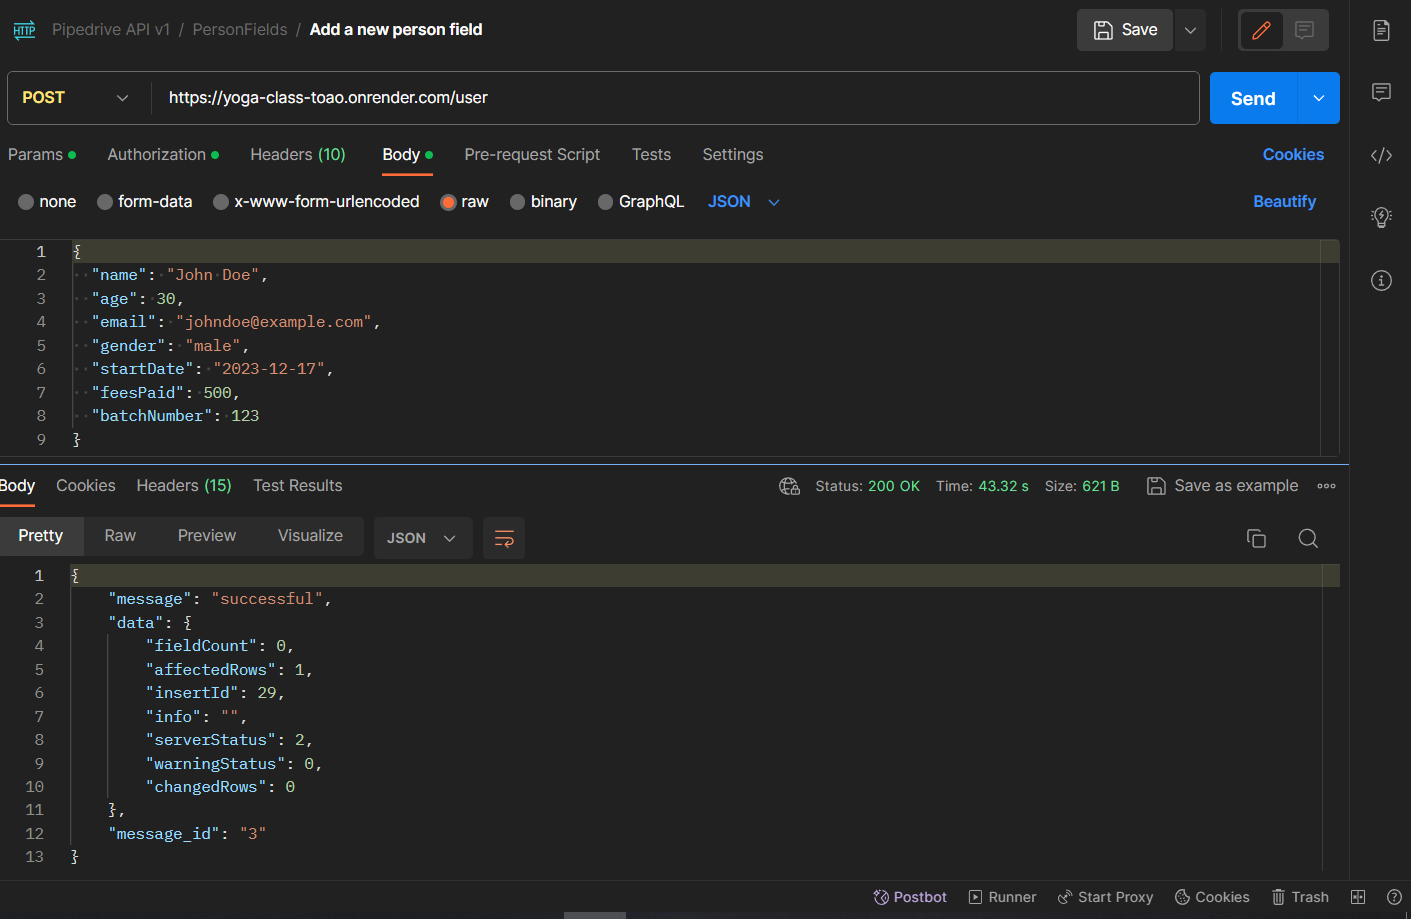 HTTP Pipedrive API v1 / PersonFields / Add a new person field Save
POST https://yoga-class-toao.onrender.com/user Send
Params Authorization Headers (10) Body Pre-request Script Tests Settings Cookies
none form-data x-www-form-urlencoded raw binary GraphQL JSON Beautify
1 {
2 "name": "John Doe",
3 "age": 30,
4 "email": "johndoe@example.com",
5 "gender": "male",
6 "startDate": "2023-12-17",
7 "feesPaid": 500,
8 "batchNumber": 123
9 }
Body Cookies Headers (15) Test Results Status: 200 OK Time: 43.32 s Size: 621 B Save as example
Pretty Raw Preview Visualize JSON
1 {
2 "message": "successful",
3 "data": {
4 "fieldCount": 0,
5 "affectedRows": 1,
6 "insertId": 29,
7 "info": "",
8 "serverStatus": 2,
9 "warningStatus": 0,
10 "changedRows": 0
11 },
12 "message_id": "3"
13 }
Postbot Runner Start Proxy Cookies Trash